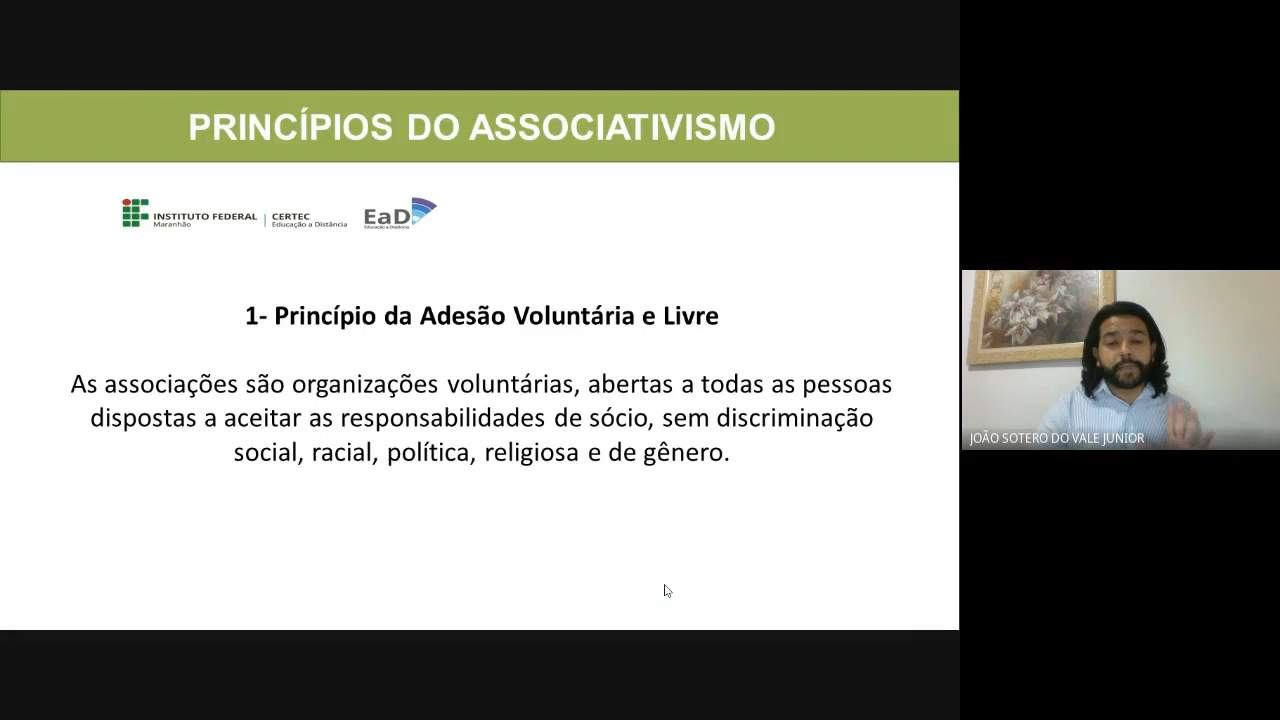 PRINCÍPIOS DO ASSOCIATIVISMO
INSTITUTO FEDERAL
Maranhão
CERTEC
Educação a Distância
EaD
Educação a Distância
1- Princípio da Adesão Voluntária e Livre
As associações são organizações voluntárias, abertas a todas as pessoas
dispostas a aceitar as responsabilidades de sócio, sem discriminação
social, racial, política, religiosa e de gênero.
JOÃO SOTERO DO VALE JUNIOR